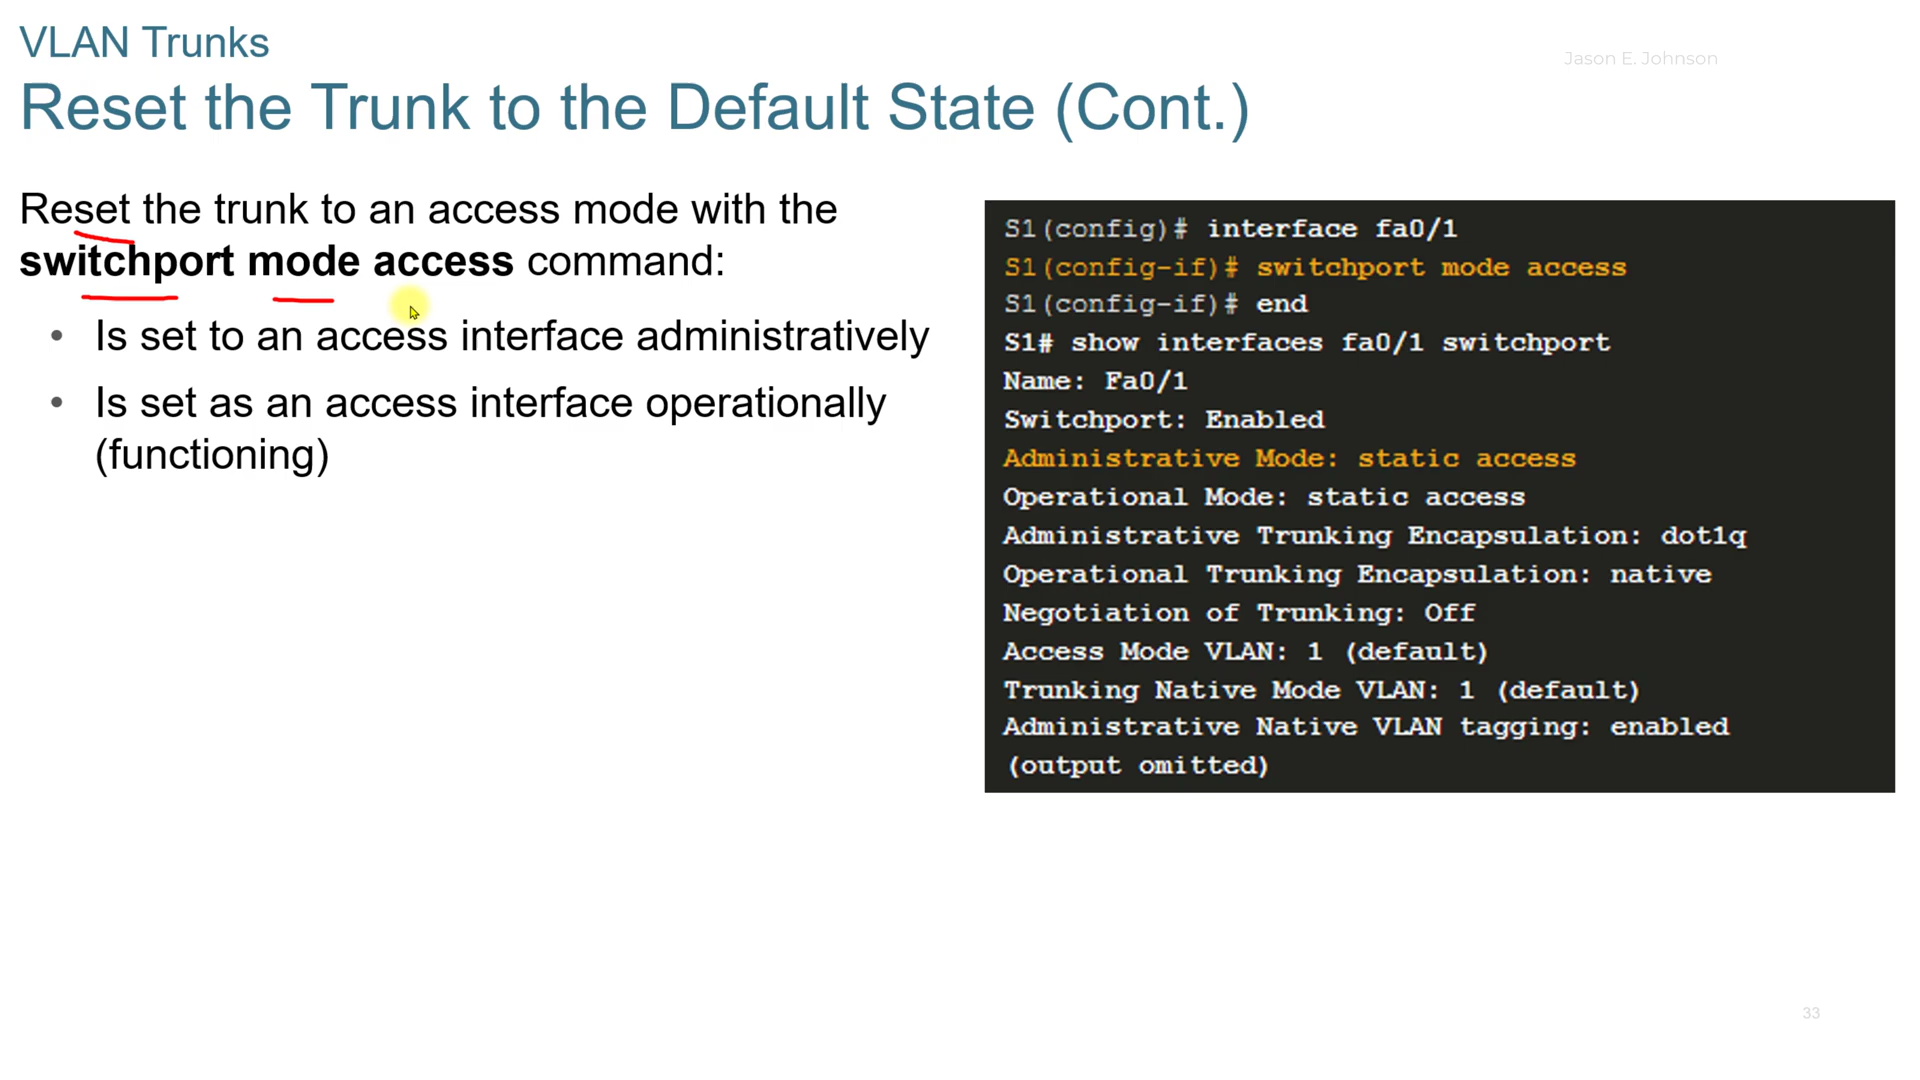 VLAN Trunks
Jason E. Johnson
Reset the Trunk to the Default State (Cont.)
Reset the trunk to an access mode with the
switchport mode access command:
• Is set to an access interface administratively
• Is set as an access interface operationally
(functioning)
S1(config)# interface fa0/1
S1(config-if)# switchport mode access
S1(config-if)# end
S1# show interfaces fa0/1 switchport
Name: Fa0/1
Switchport: Enabled
Administrative Mode: static access
Operational Mode: static access
Administrative Trunking Encapsulation: dot1q
Operational Trunking Encapsulation: native
Negotiation of Trunking: Off
Access Mode VLAN: 1 (default)
Trunking Native Mode VLAN: 1 (default)
Administrative Native VLAN tagging: enabled
(output omitted)
33